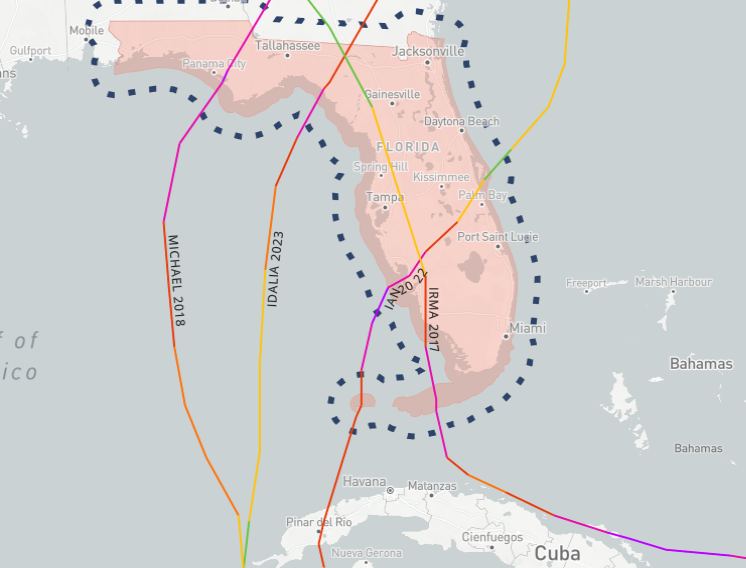 Mobile
Tallahassee
Jacksonville
Gulfport
Panama City
ans
Gainesville
Daytona Beach
FLORIDA
Spring Hill
Kissimmee
Tampa
Palm Bay
Port Saint Lucie
MICHAEL 2018
IDALIA 2023
IAN 2022
IRMA 2017
Freeport
Marsh Harbour
f of
ico
Miami
Bahamas
Bahamas
Havana
Matanzas
Pinar del Rio
Cienfuegos
Nueva Gerona
Cuba